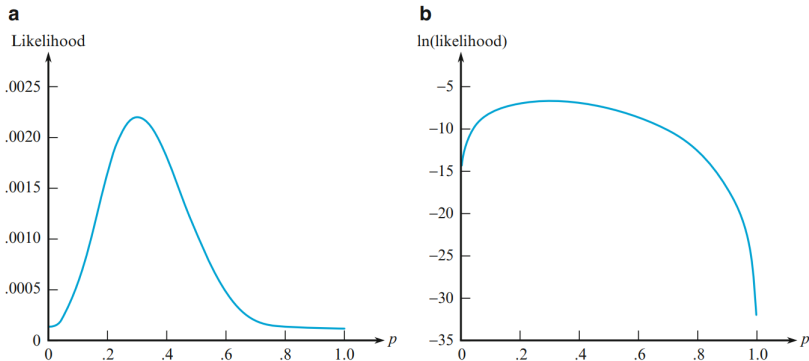 a
Likelihood
.0025
.0020
.0015
.0010
.0005
0
0 .2 .4 .6 .8 1.0 p
b
ln(likelihood)
−5
−10
−15
−20
−25
−30
−35
0 .2 .4 .6 .8 1.0 p